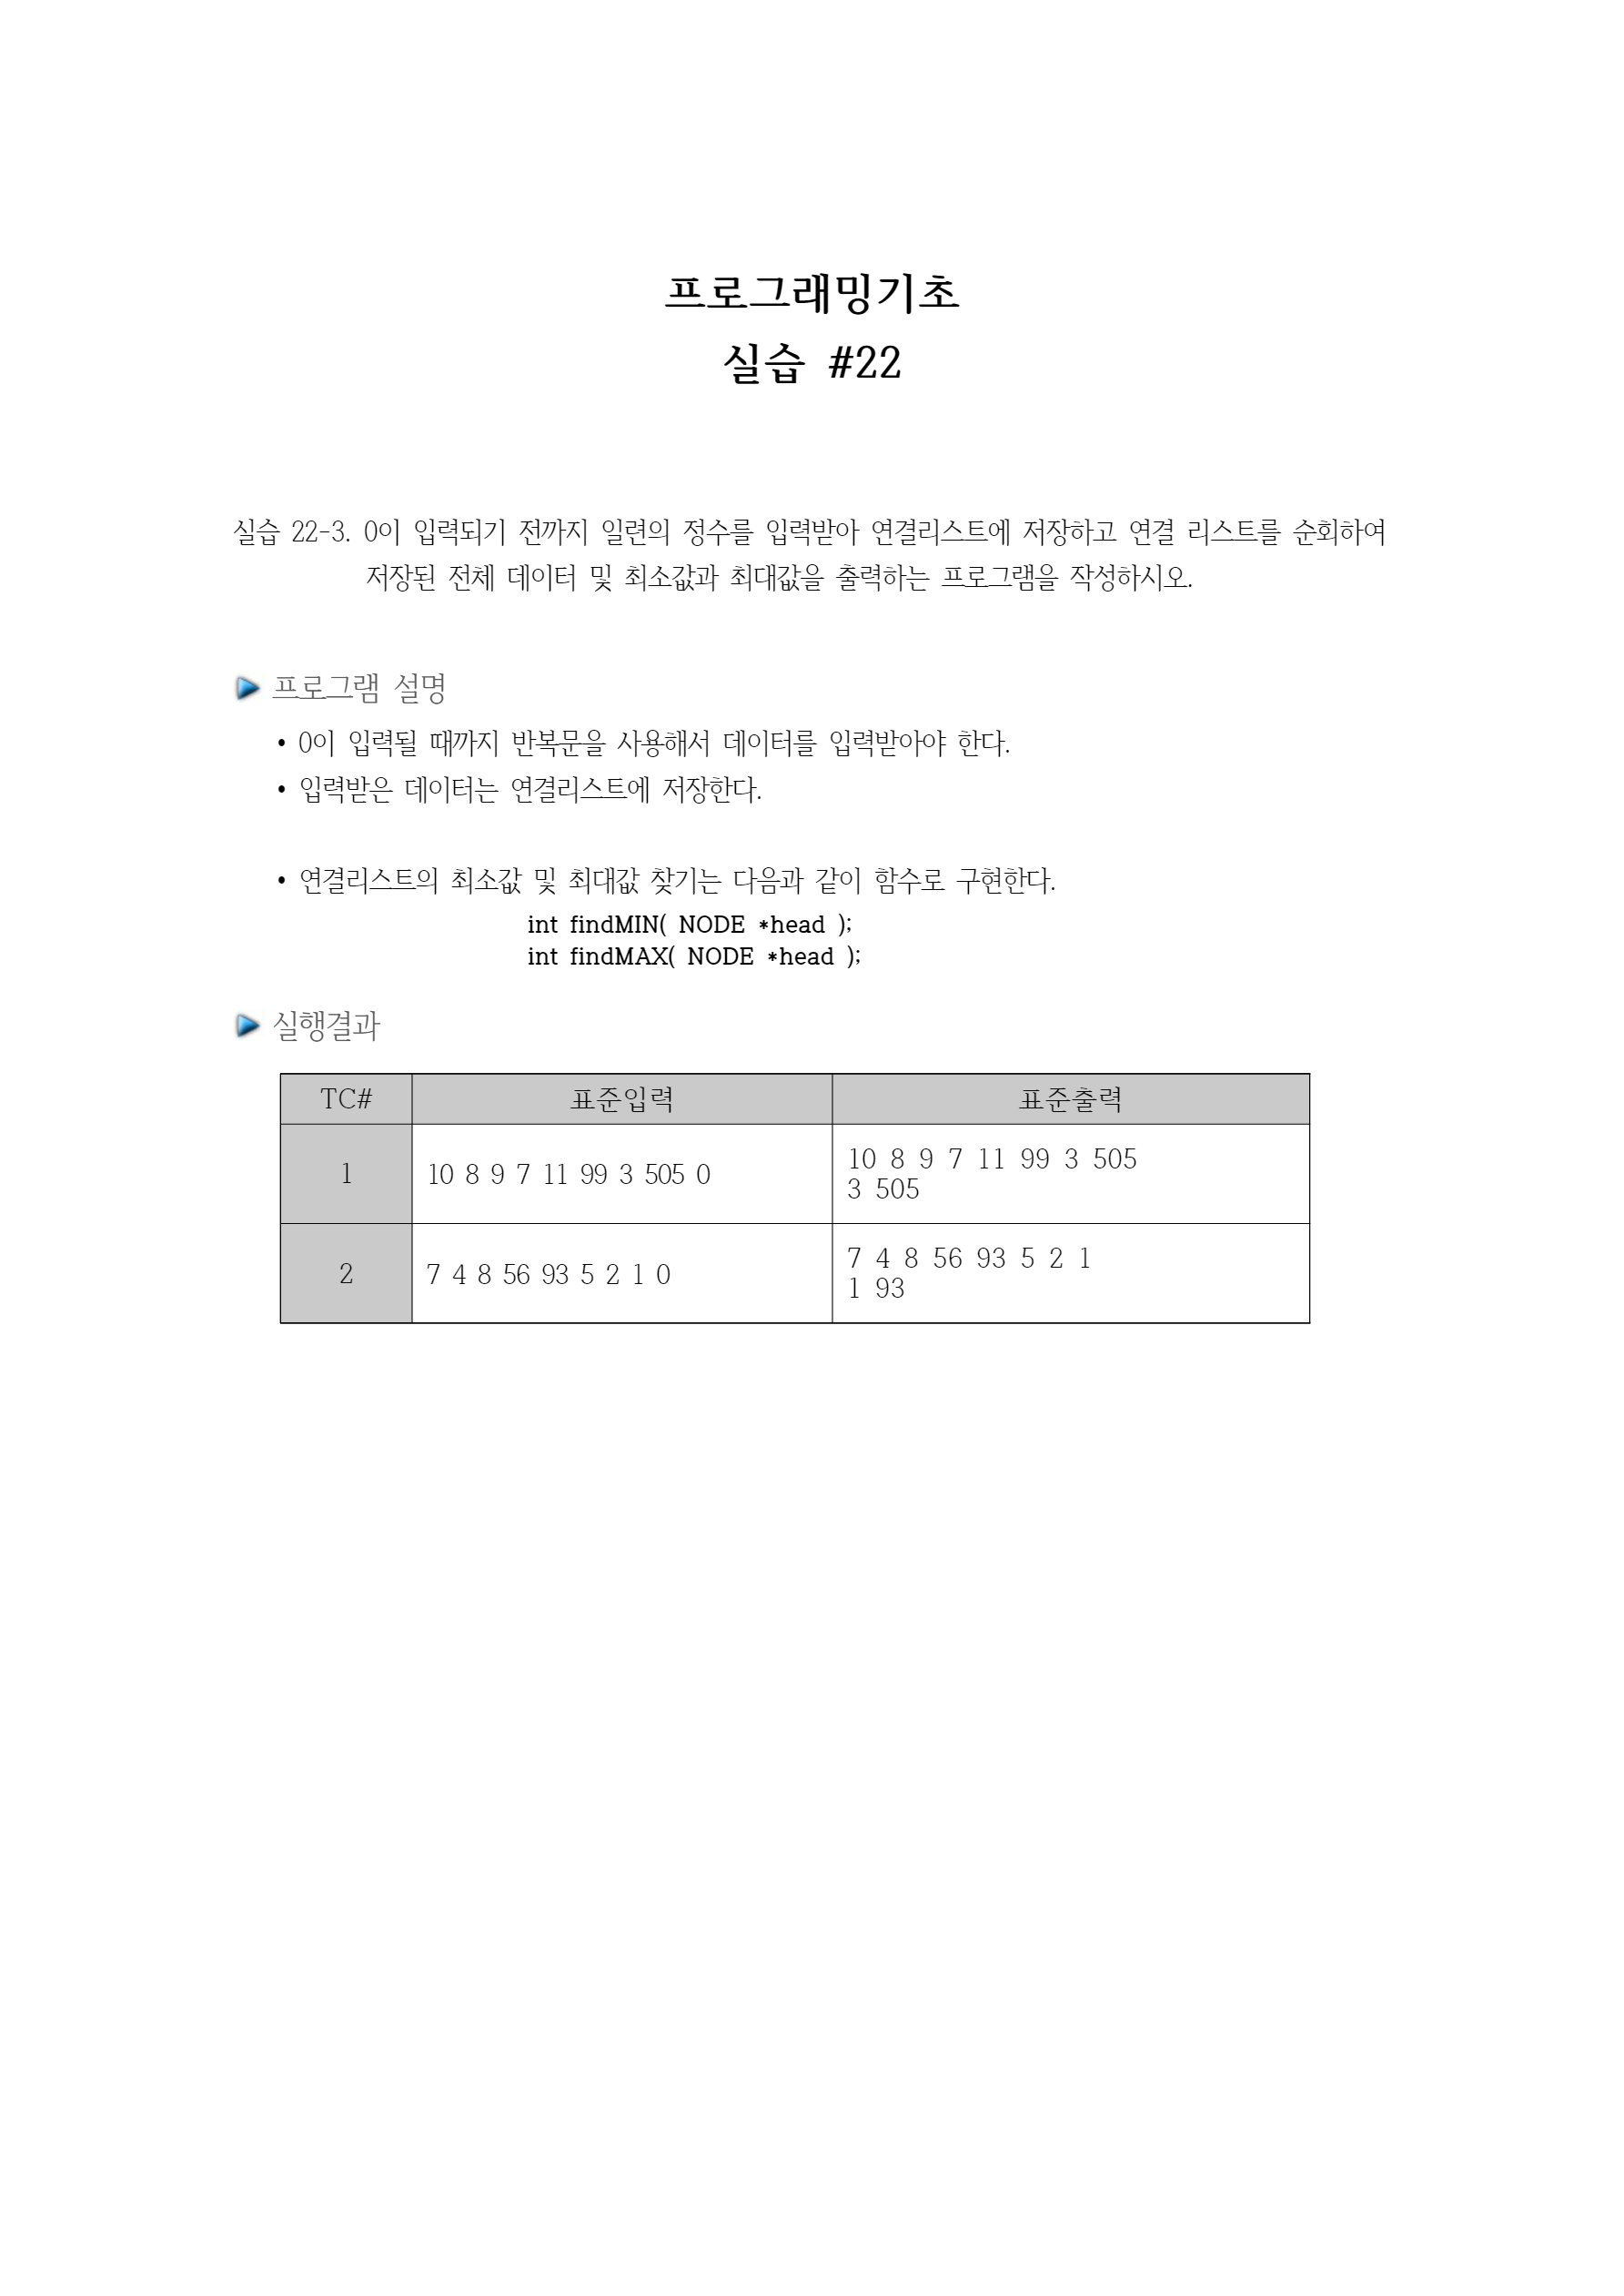 프로그래밍기초
실습 #22
실습 22-3. 0이 입력되기 전까지 일련의 정수를 입력받아 연결리스트에 저장하고 연결 리스트를 순회하여
저장된 전체 데이터 및 최소값과 최대값을 출력하는 프로그램을 작성하시오.
프로그램 설명
• 0이 입력될 때까지 반복문을 사용해서 데이터를 입력받아야 한다.
• 입력받은 데이터는 연결리스트에 저장한다.
• 연결리스트의 최소값 및 최대값 찾기는 다음과 같이 함수로 구현한다.
int findMIN( NODE *head );
int findMAX( NODE *head );
실행결과
TC# 표준입력 표준출력
1 10 8 9 7 11 99 3 505 0 10 8 9 7 11 99 3 505
3 505
2 7 4 8 56 93 5 2 1 0 7 4 8 56 93 5 2 1
1 93